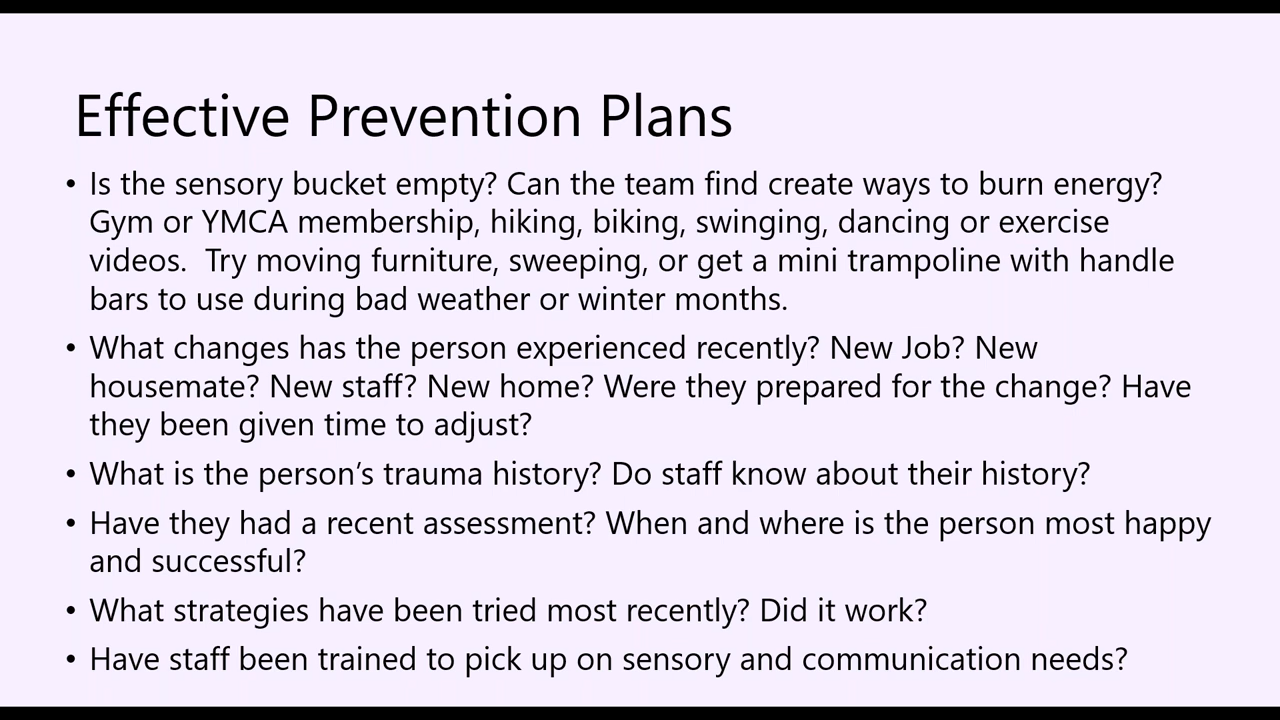 Effective Prevention Plans
• Is the sensory bucket empty? Can the team find create ways to burn energy?
Gym or YMCA membership, hiking, biking, swinging, dancing or exercise
videos.  Try moving furniture, sweeping, or get a mini trampoline with handle
bars to use during bad weather or winter months.
• What changes has the person experienced recently? New Job? New
housemate? New staff? New home? Were they prepared for the change? Have
they been given time to adjust?
• What is the person’s trauma history? Do staff know about their history?
• Have they had a recent assessment? When and where is the person most happy
and successful?
• What strategies have been tried most recently? Did it work?
• Have staff been trained to pick up on sensory and communication needs?